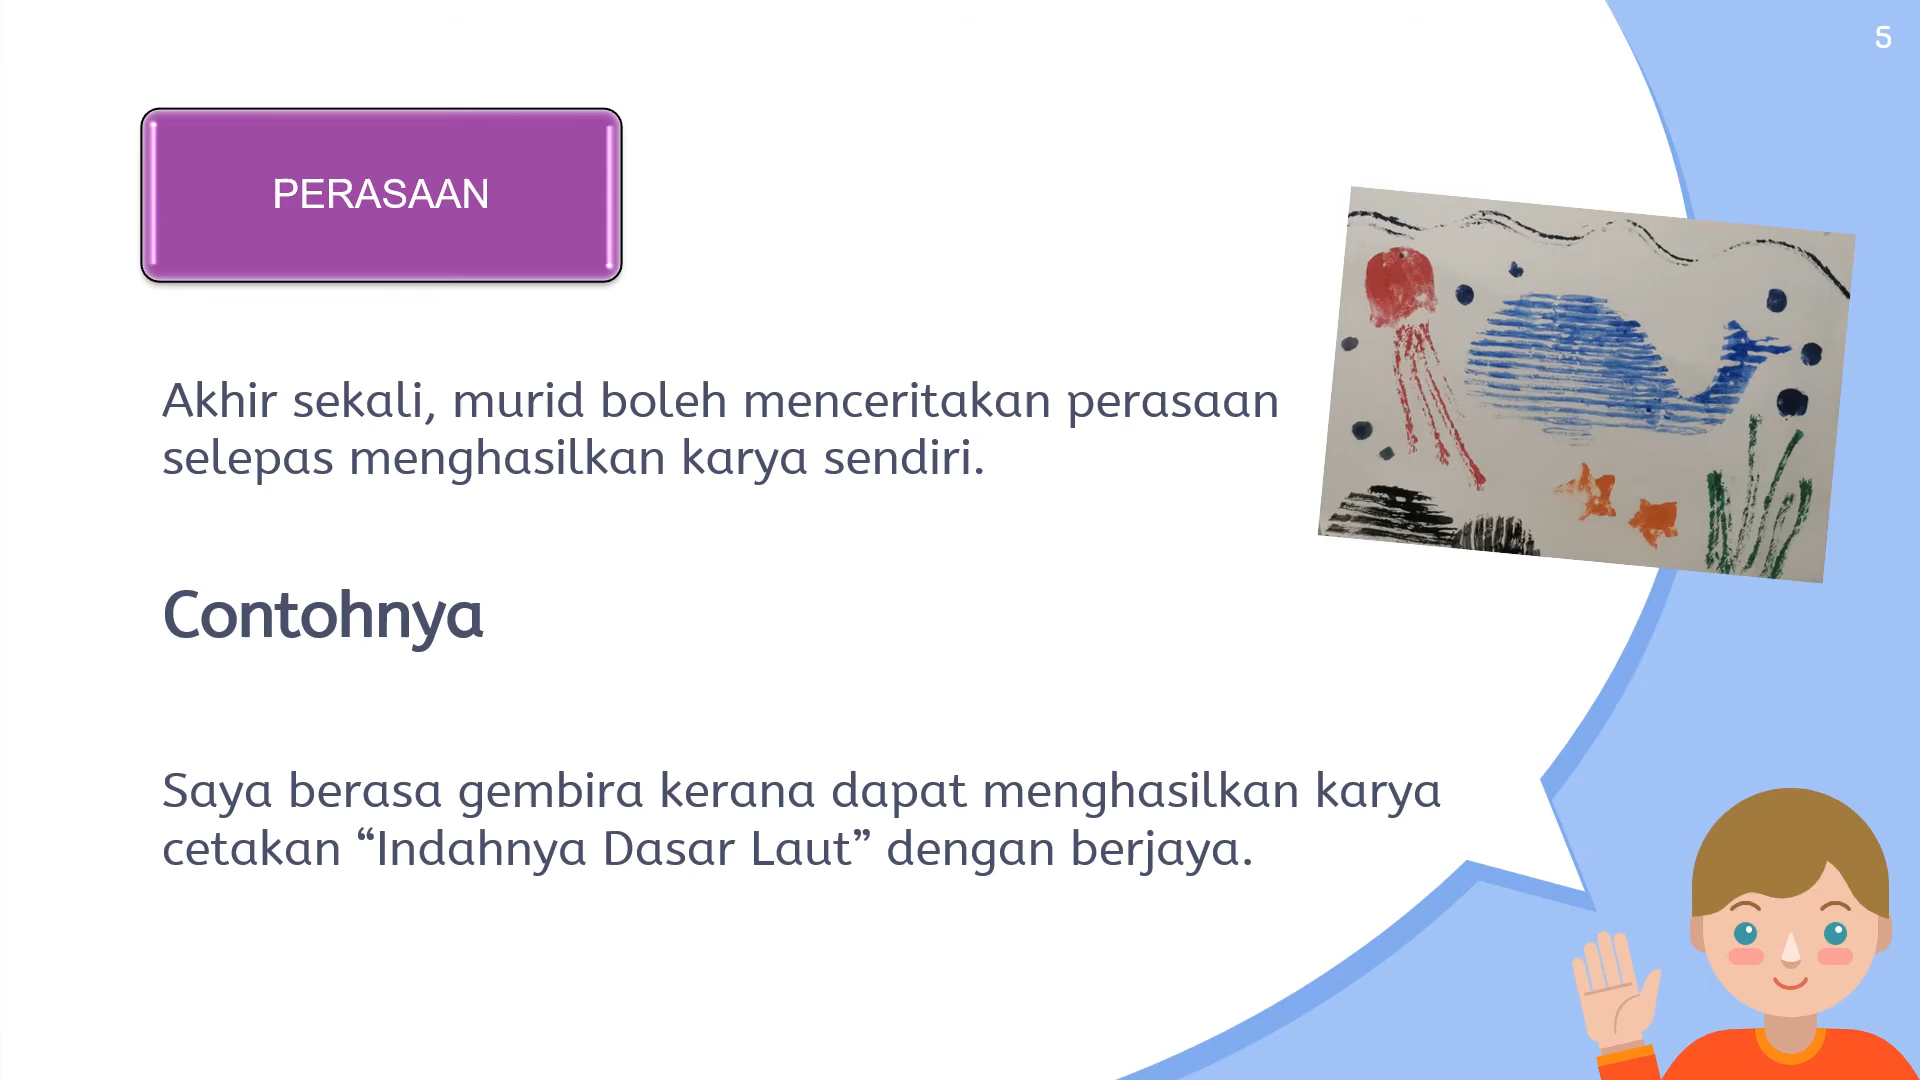 5
PERASAAN
Akhir sekali, murid boleh menceritakan perasaan
selepas menghasilkan karya sendiri.
Contohnya
Saya berasa gembira kerana dapat menghasilkan karya
cetakan “Indahnya Dasar Laut” dengan berjaya.